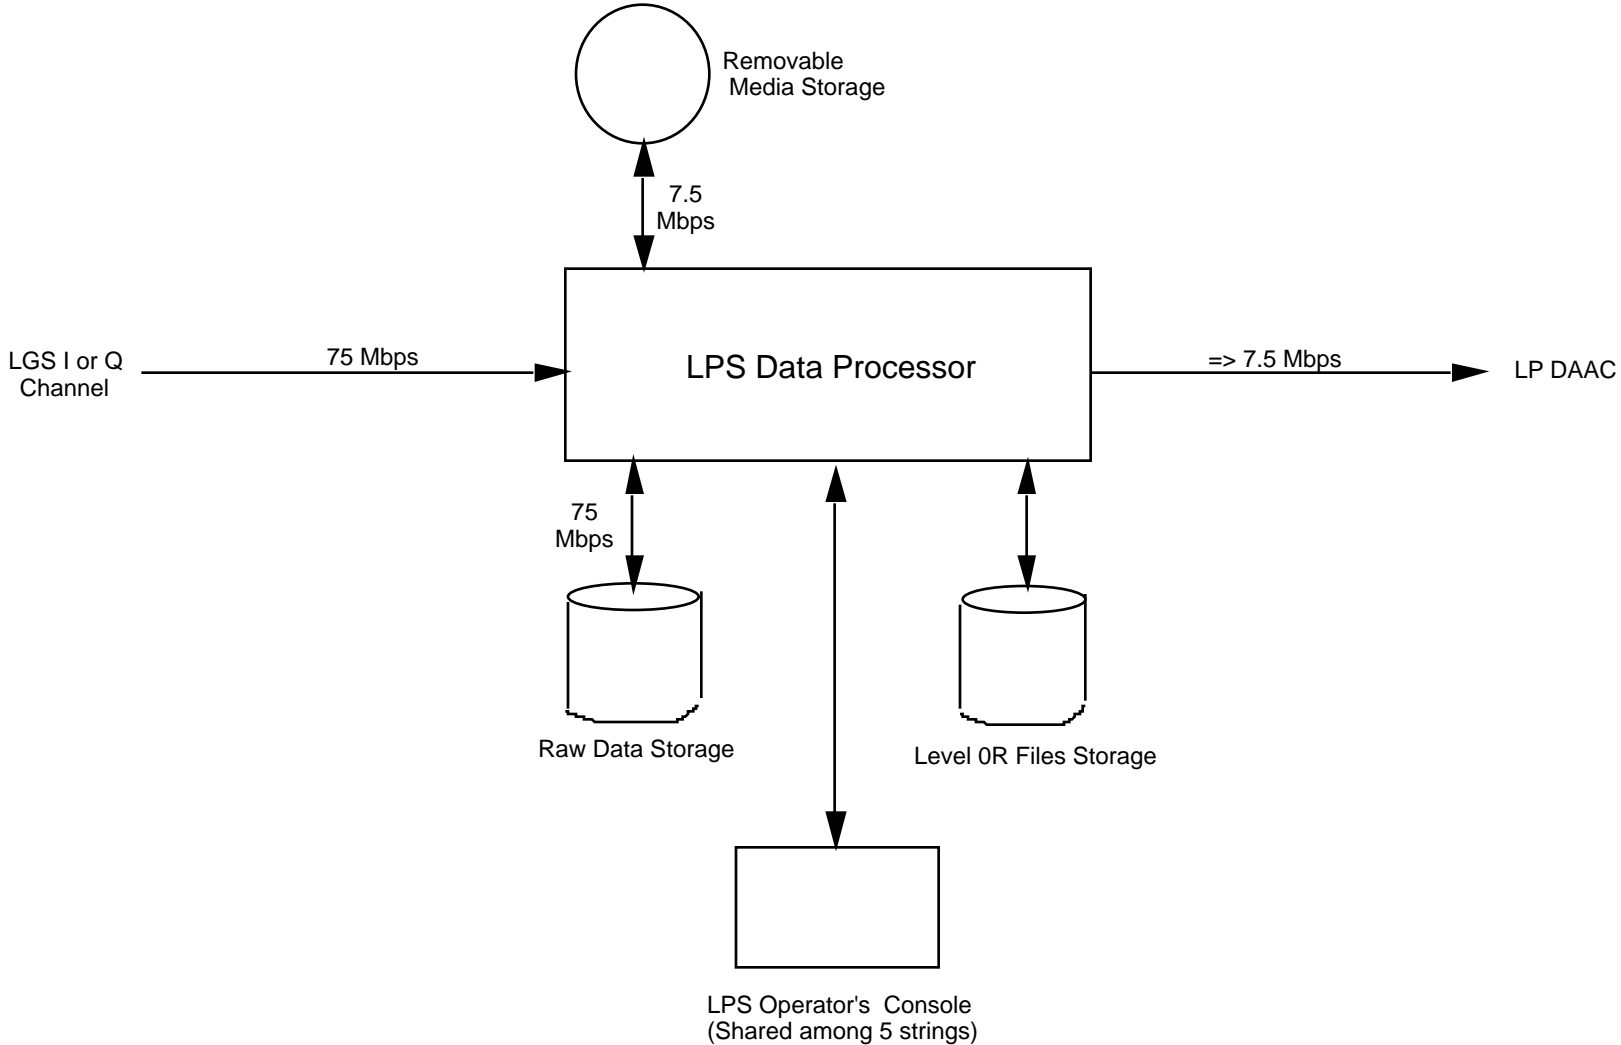 Removable
Media Storage
7.5
Mbps
LGS I or Q
Channel
75 Mbps
LPS Data Processor
=> 7.5 Mbps
LP DAAC
75
Mbps
Raw Data Storage
Level 0R Files Storage
LPS Operator's Console
(Shared among 5 strings)